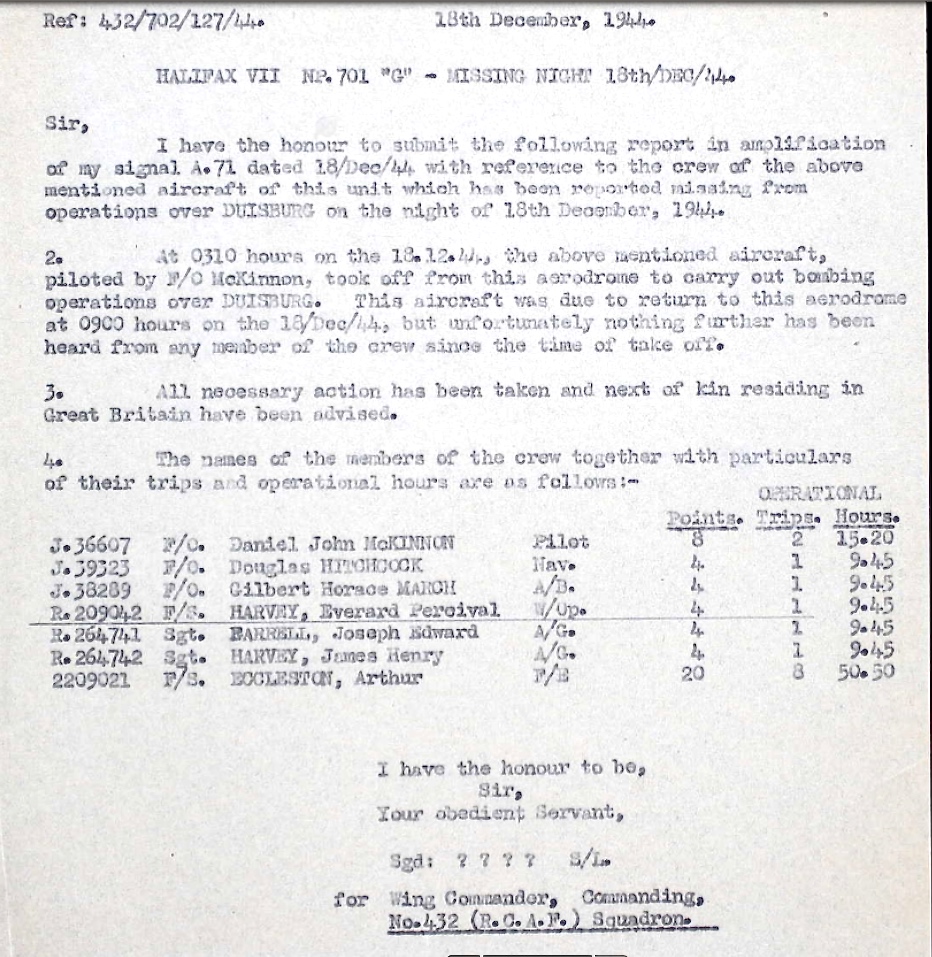 Ref: 432/702/127/44. 18th December, 1944.
HALIFAX VII NP.701 "G" - MISSING NIGHT 18th/DEC/44.
Sir,
I have the honour to submit the following report in amplification
of my signal A.71 dated 18/Dec/44 with reference to the crew of the above
mentioned aircraft of this unit which has been reported missing from
operations over DUISBURG on the night of 18th December, 1944.
2. At 0310 hours on the 18.12.44, the above mentioned aircraft,
piloted by F/O McKinnon, took off from this aerodrome to carry out bombing
operations over DUISBURG. This aircraft was due to return to this aerodrome
at 0900 hours on the 18/Dec/44, but unfortunately nothing further has been
heard from any member of the crew since the time of take off.
3. All necessary action has been taken and next of kin residing in
Great Britain have been advised.
4. The names of the members of the crew together with particulars
of their trips and operational hours are as follows:-
OPERATIONAL
Points. Trips. Hours.
J.36607 F/O. Daniel John McKINNON Pilot 8 2 15.20
J.39323 F/O. Douglas HITCHCOCK Nav. 4 1 9.45
J.38289 F/O. Gilbert Horace MARCH A/B. 4 1 9.45
R.209042 F/S. HARVEY, Everard Percival W/Op. 4 1 9.45
R.264741 Sgt. FARRELL, Joseph Edward A/G. 4 1 9.45
R.264742 Sgt. HARVEY, James Henry A/G. 4 1 9.45
2209021 F/S. ECCLESTON, Arthur F/E 20 8 50.50
I have the honour to be,
Sir,
Your obedient Servant,
Sgd: ? ? ? ? S/L.
for Wing Commander, Commanding,
No.432 (R.C.A.F.) Squadron.